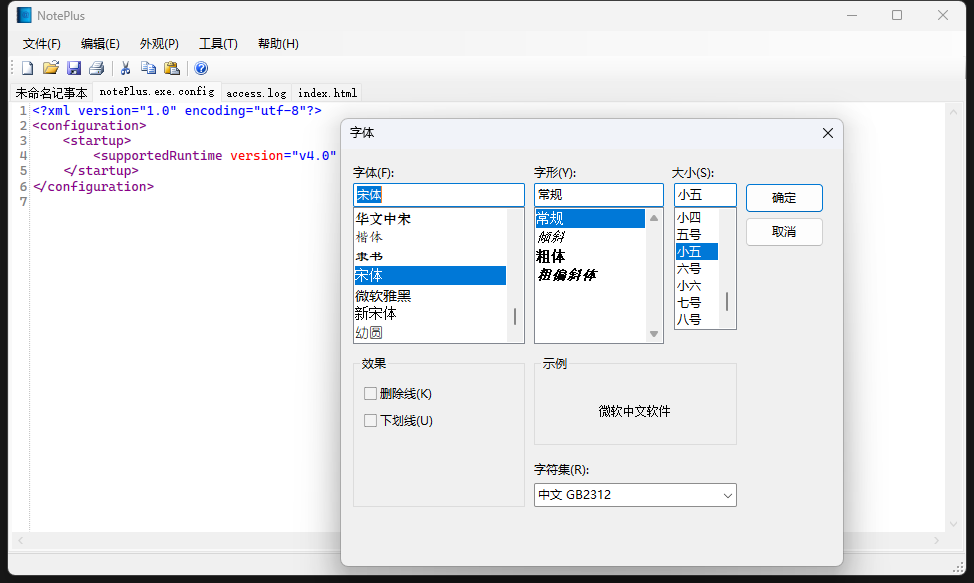 NotePlus
文件(F) 编辑(E) 外观(P) 工具(T) 帮助(H)
未命名记事本 notePlus.exe.config access.log index.html
1 <?xml version="1.0" encoding="utf-8"?>
2 <configuration>
3 <startup>
4 <supportedRuntime version="v4.0"
5 </startup>
6 </configuration>
7
字体
字体(F):
宋体
华文中宋
楷体
隶书
宋体
微软雅黑
新宋体
幼圆
字形(Y):
常规
常规
倾斜
粗体
粗偏斜体
大小(S):
小五
小四
五号
小五
六号
小六
七号
八号
确定
取消
效果
删除线(K)
下划线(U)
示例
微软中文软件
字符集(R):
中文 GB2312